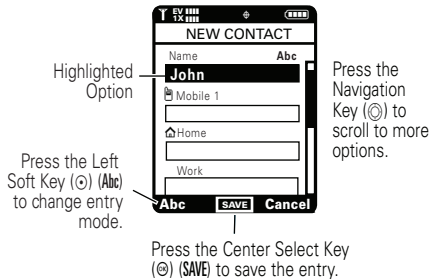 EV
1X
NEW CONTACT
Name Abc
John
Mobile 1
Home
Work
Abc SAVE Cancel
Highlighted
Option
Press the Left
Soft Key (⊙) (Abc)
to change entry
mode.
Press the
Navigation
Key (◎) to
scroll to more
options.
Press the Center Select Key
(OK) (SAVE) to save the entry.